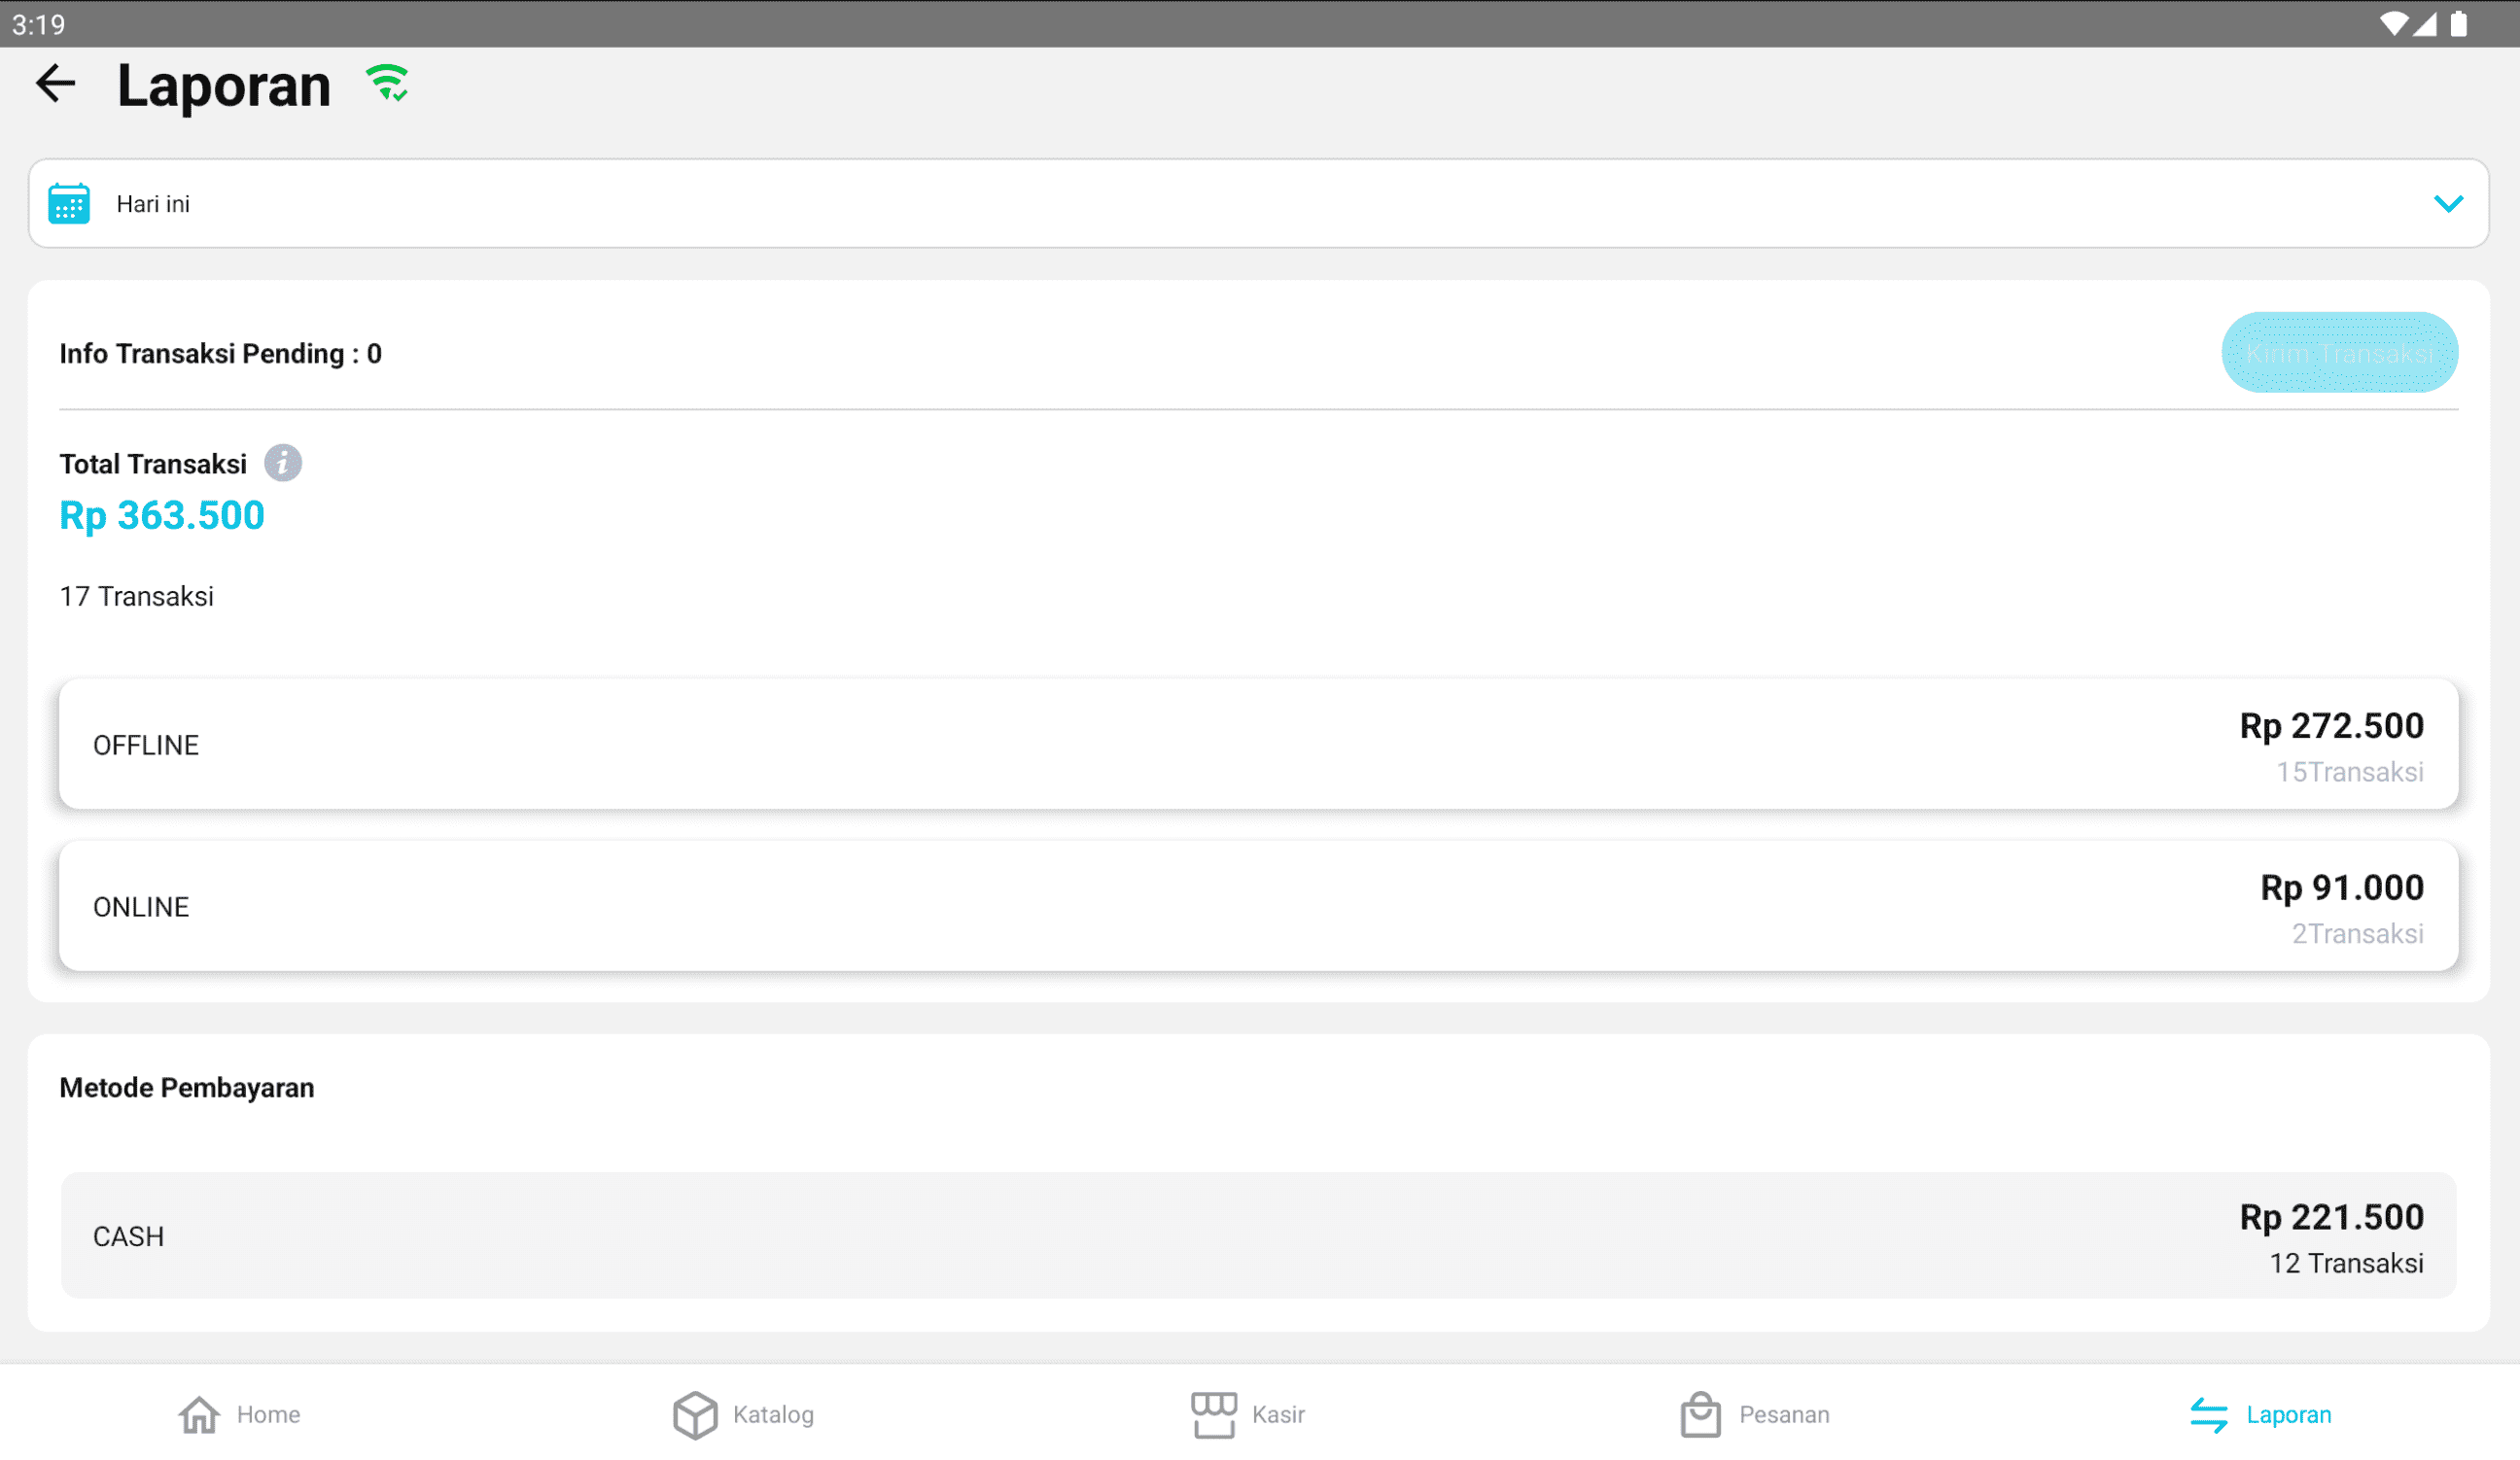 3:19
Laporan
Hari ini
Info Transaksi Pending : 0
Kirim Transaksi
Total Transaksi
Rp 363.500
17 Transaksi
OFFLINE
Rp 272.500
15Transaksi
ONLINE
Rp 91.000
2Transaksi
Metode Pembayaran
CASH
Rp 221.500
12 Transaksi
Home
Katalog
Kasir
Pesanan
Laporan